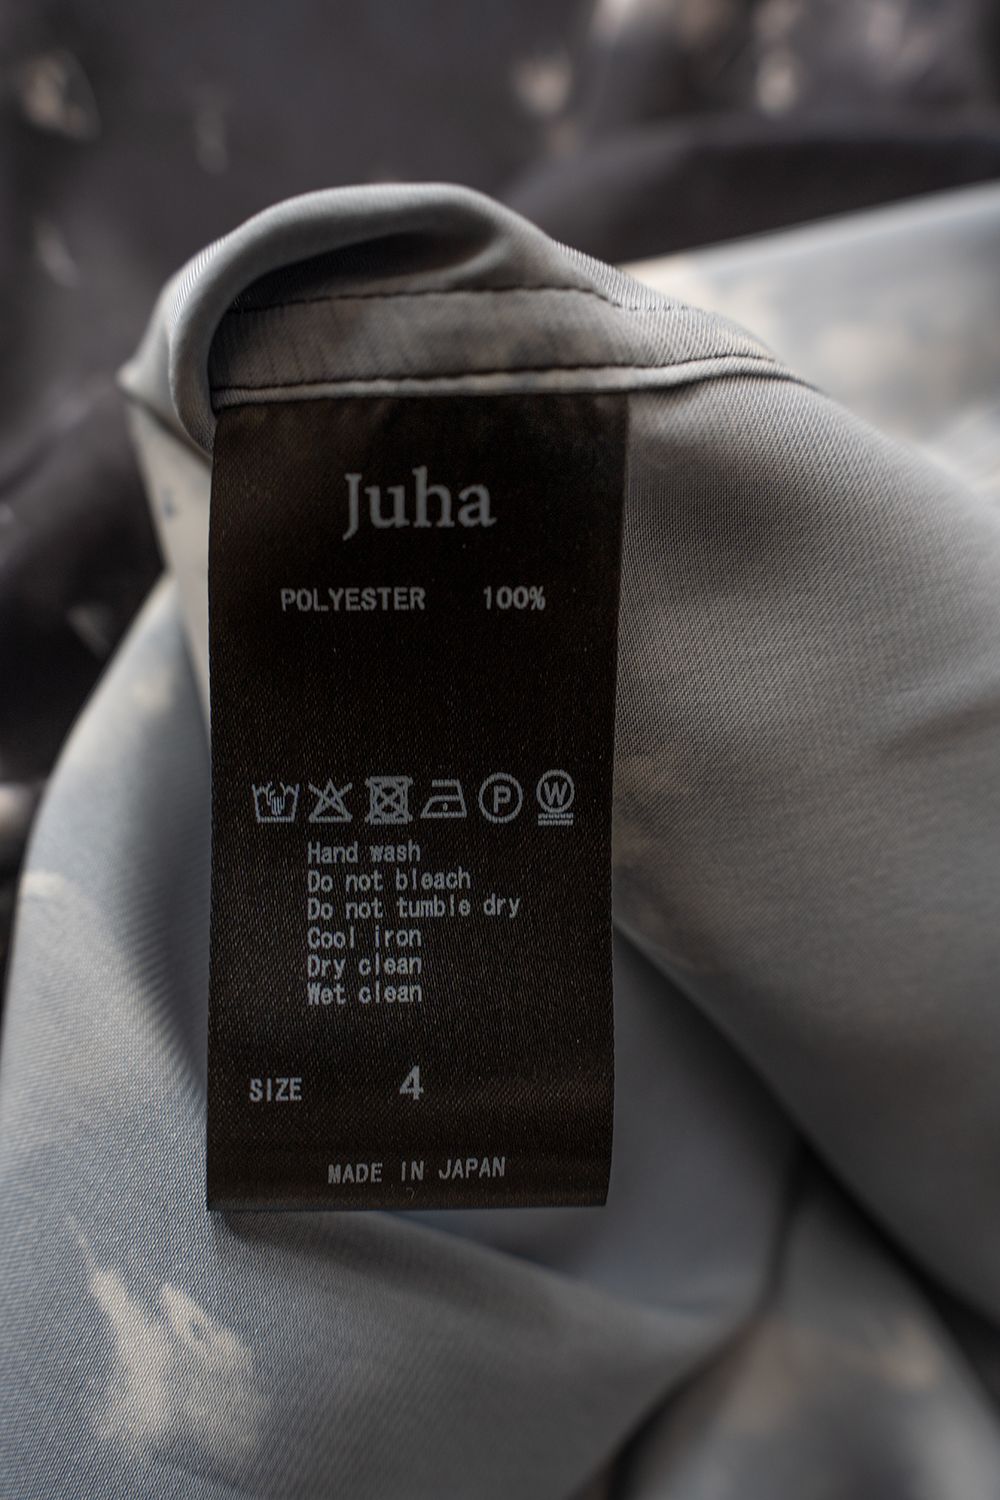 Juha
POLYESTER 100%
P W
Hand wash
Do not bleach
Do not tumble dry
Cool iron
Dry clean
Wet clean
SIZE 4
MADE IN JAPAN